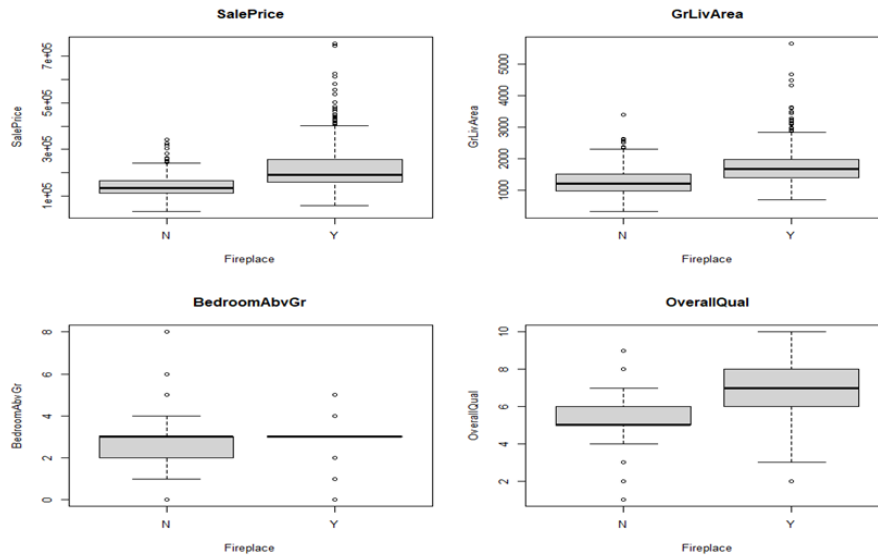 SalePrice
SalePrice
7e+05
5e+05
3e+05
1e+05
N
Y
Fireplace
GrLivArea
GrLivArea
5000
4000
3000
2000
1000
N
Y
Fireplace
BedroomAbvGr
BedroomAbvGr
8
6
4
2
0
N
Y
Fireplace
OverallQual
OverallQual
10
8
6
4
2
N
Y
Fireplace